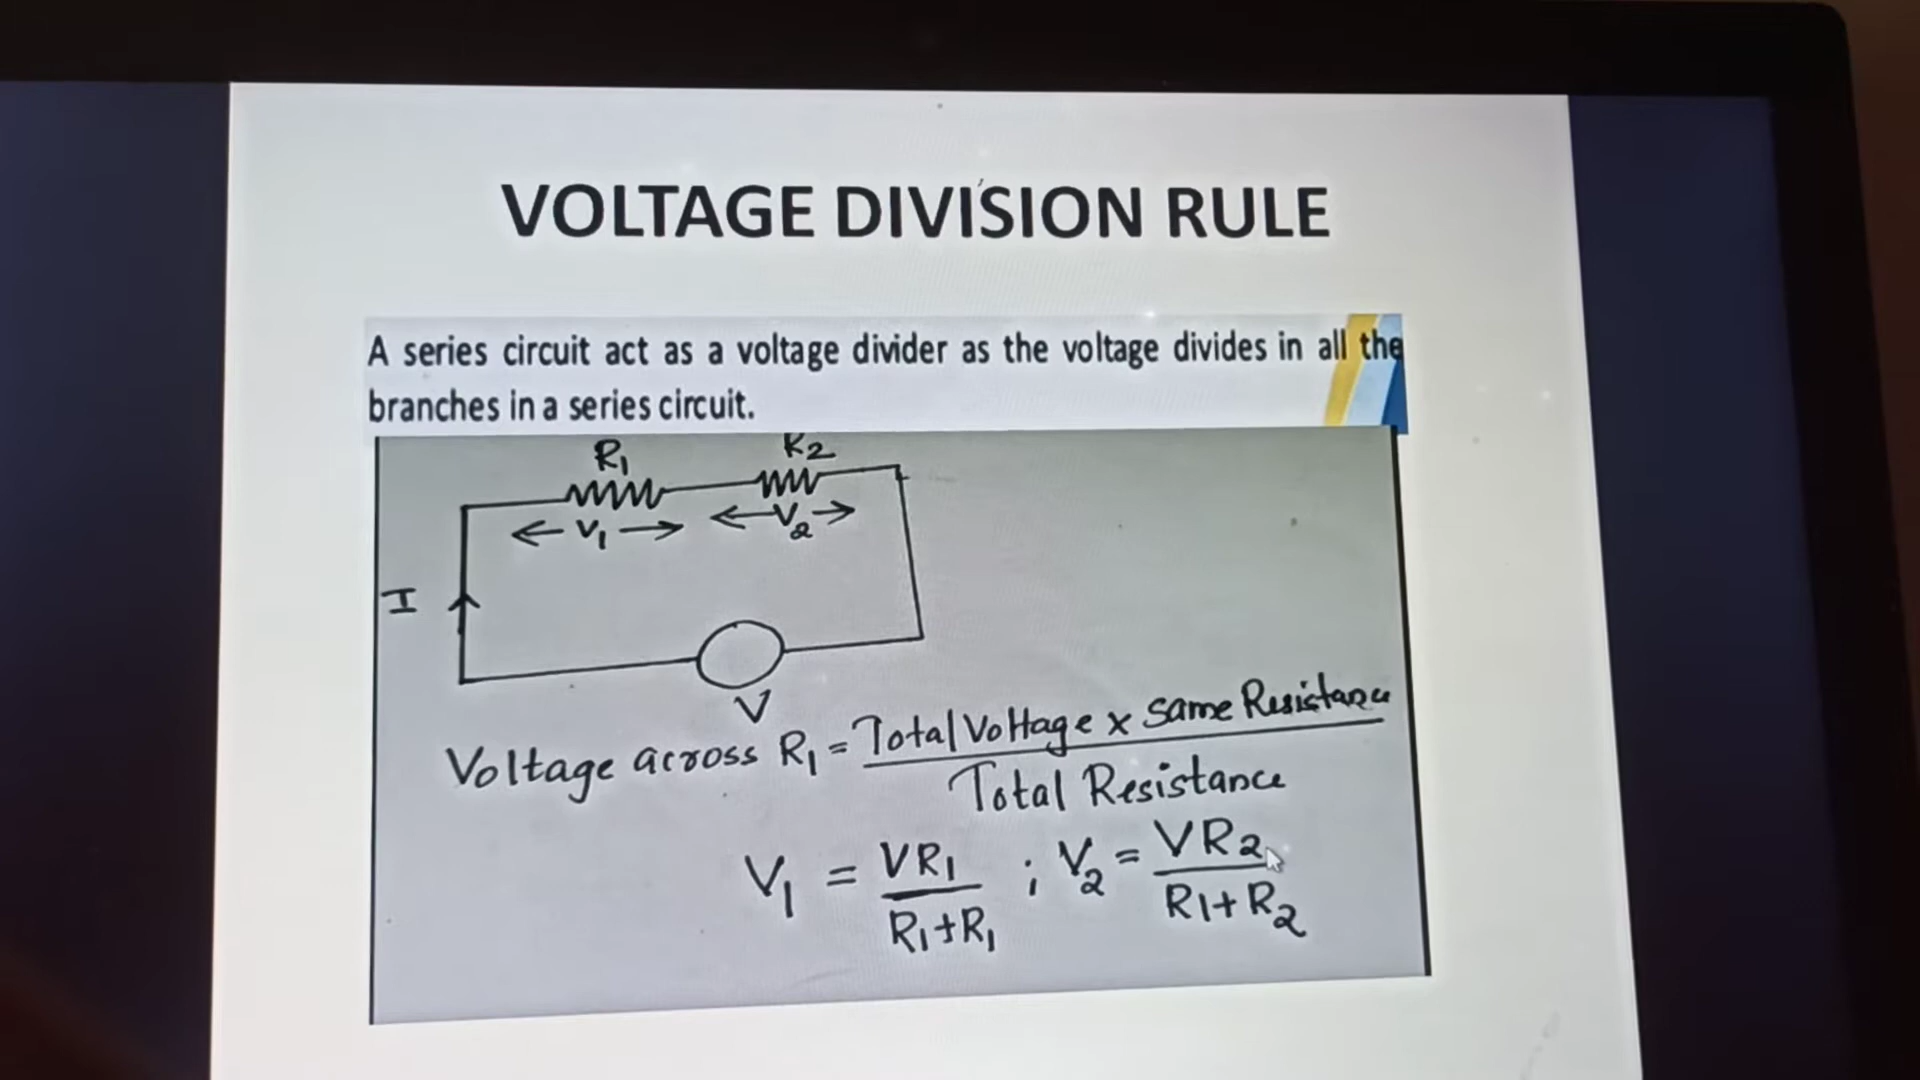 VOLTAGE DIVISION RULE
A series circuit act as a voltage divider as the voltage divides in all the
branches in a series circuit.
R1 R2
V1 V2
I
V
Voltage across R1 = Total Voltage x Same Resistance
Total Resistance
V1 = VR1 ; V2 = VR2
R1+R1 R1+R2